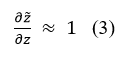 ∂z̃/∂z ≈ 1 (3)